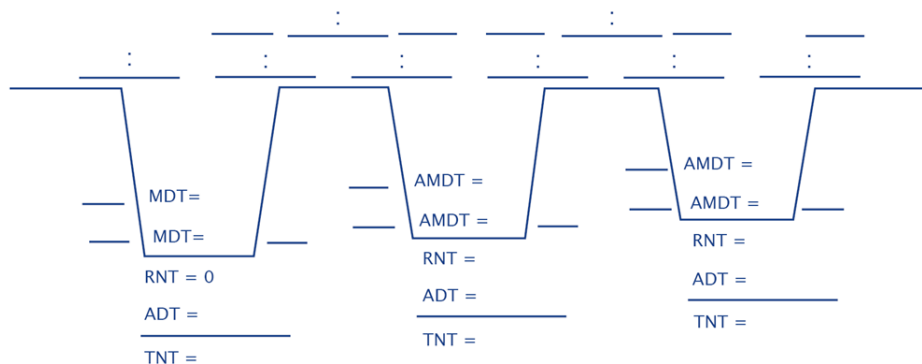 :
:
:
:
:
:
:
:
MDT=
MDT=
RNT = 0
ADT =
TNT =
AMDT =
AMDT =
RNT =
ADT =
TNT =
AMDT =
AMDT =
RNT =
ADT =
TNT =